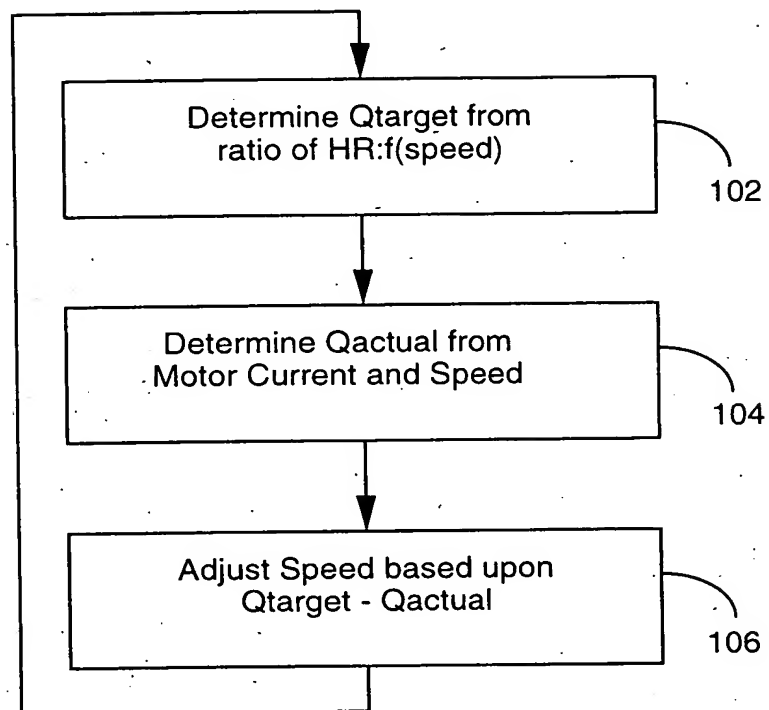 Determine Qtarget from
ratio of HR:f(speed)
102
Determine Qactual from
Motor Current and Speed
104
Adjust Speed based upon
Qtarget - Qactual
106